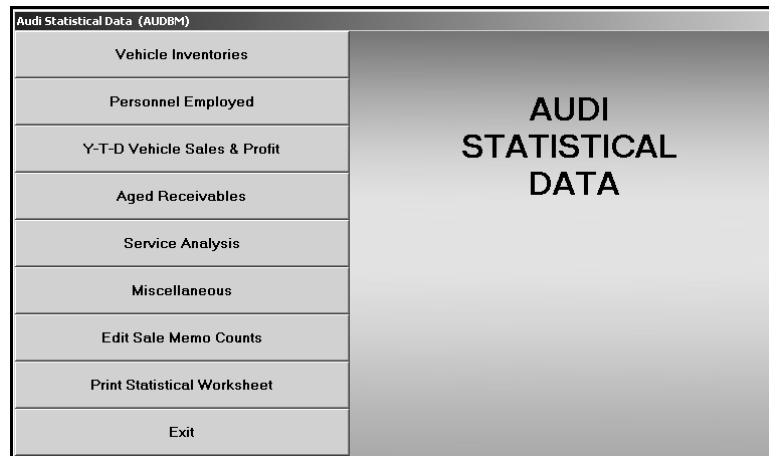 Audi Statistical Data (AUDBM)
Vehicle Inventories
Personnel Employed
Y-T-D Vehicle Sales & Profit
Aged Receivables
Service Analysis
Miscellaneous
Edit Sale Memo Counts
Print Statistical Worksheet
Exit
AUDI
STATISTICAL
DATA